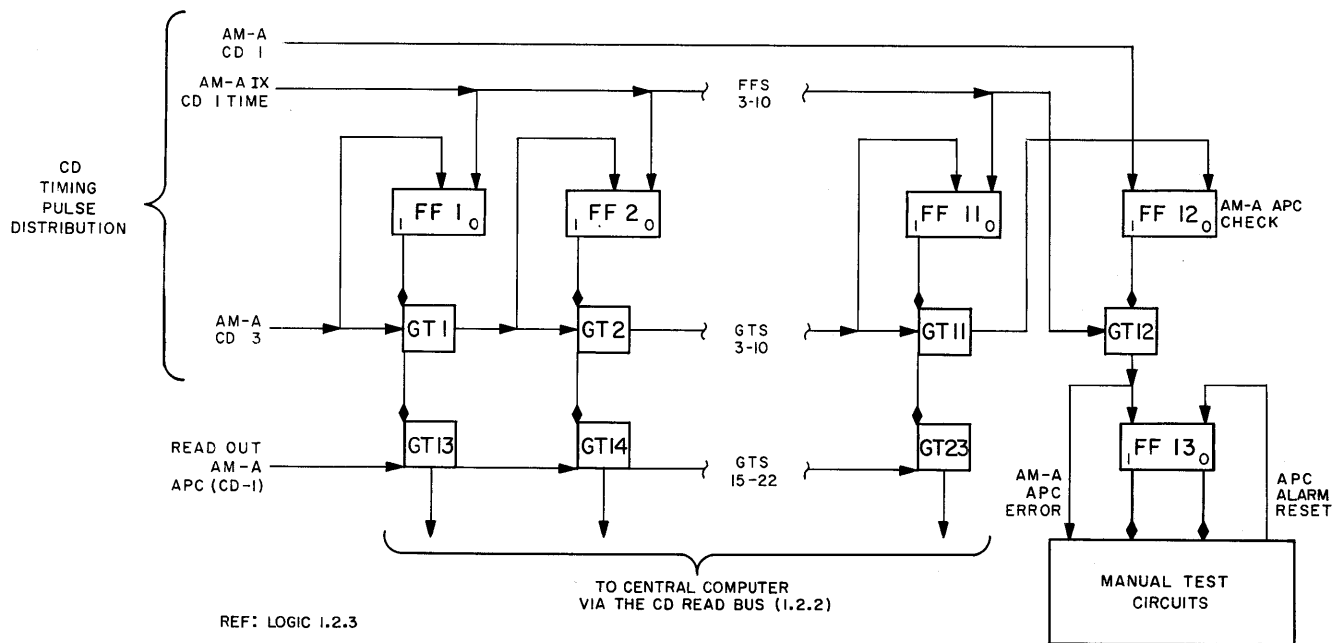 AM-A
CD 1
AM-A IX
CD 1 TIME
FFS
3-10
CD
TIMING
PULSE
DISTRIBUTION
1 FF 1 0
1 FF 2 0
1 FF 11 0
1 FF 12 0
AM-A APC
CHECK
AM-A
CD 3
GT1
GT2
GTS
3-10
GT11
GT12
READ OUT
AM-A
APC (CD-1)
GT13
GT14
GTS
15-22
GT23
1 FF 13 0
AM-A
APC
ERROR
APC
ALARM
RESET
MANUAL TEST
CIRCUITS
TO CENTRAL COMPUTER
VIA THE CD READ BUS (1.2.2)
REF: LOGIC 1.2.3